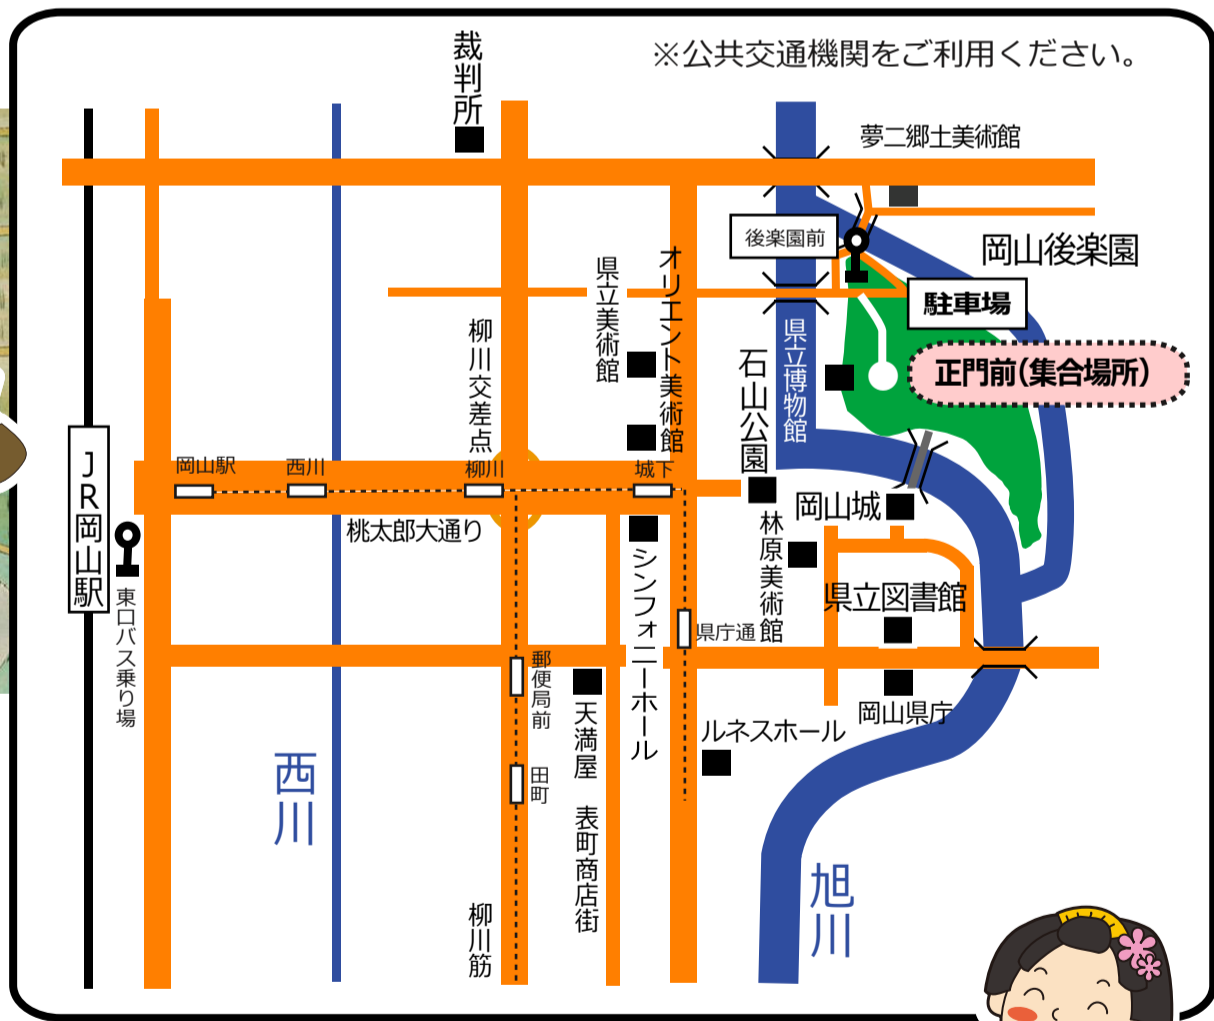 ※公共交通機関をご利用ください。
裁判所
夢二郷土美術館
後楽園前
岡山後楽園
駐車場
正門前(集合場所)
県立美術館
オリエント美術館
柳川交差点
石山公園
県立博物館
JR岡山駅
岡山駅
西川
柳川
城下
桃太郎大通り
岡山城
林原美術館
シンフォニーホール
東口バス乗り場
県立図書館
県庁通
郵便局前
天満屋
岡山県庁
ルネスホール
田町
西川
表町商店街
旭川
柳川筋